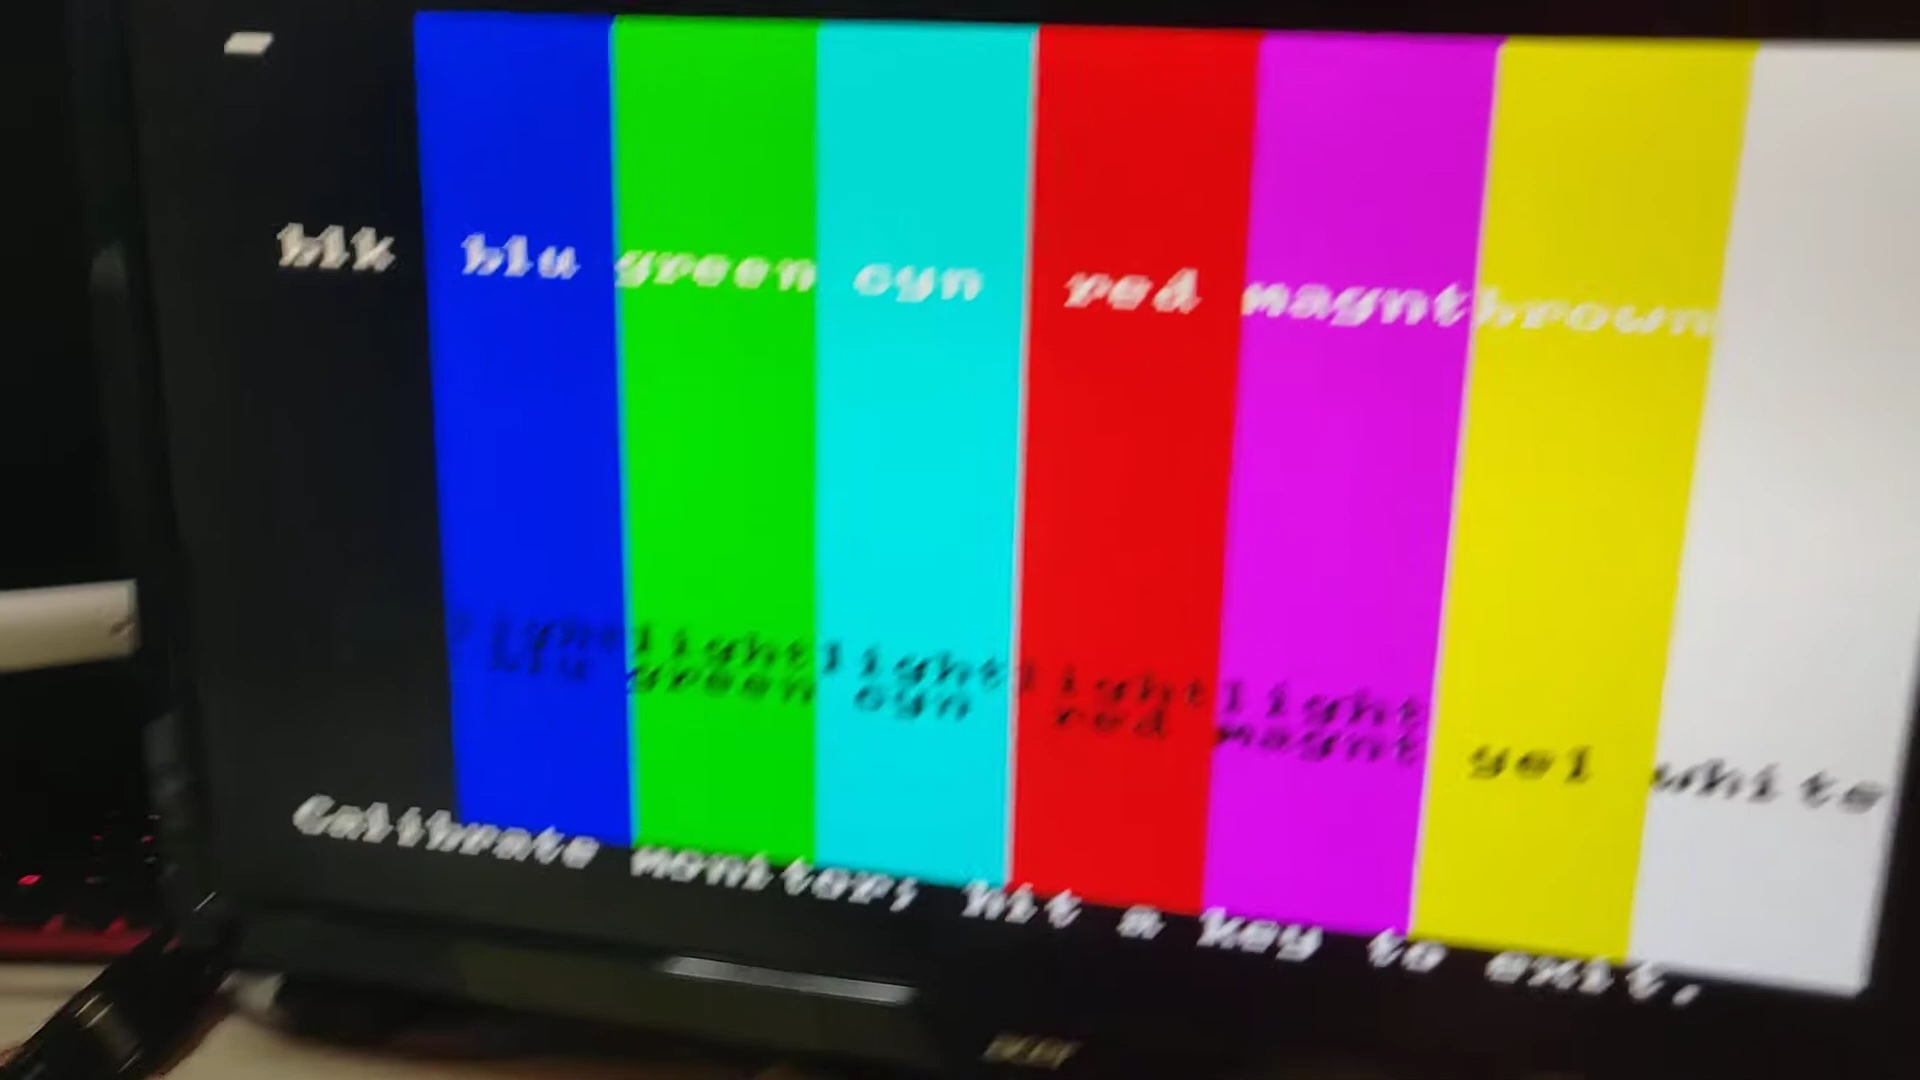 blk blu green cyn red magnt brown
light light light light light
blu green cyn red magnt yel white
Calibrate monitor; hit a key to exit.
acer